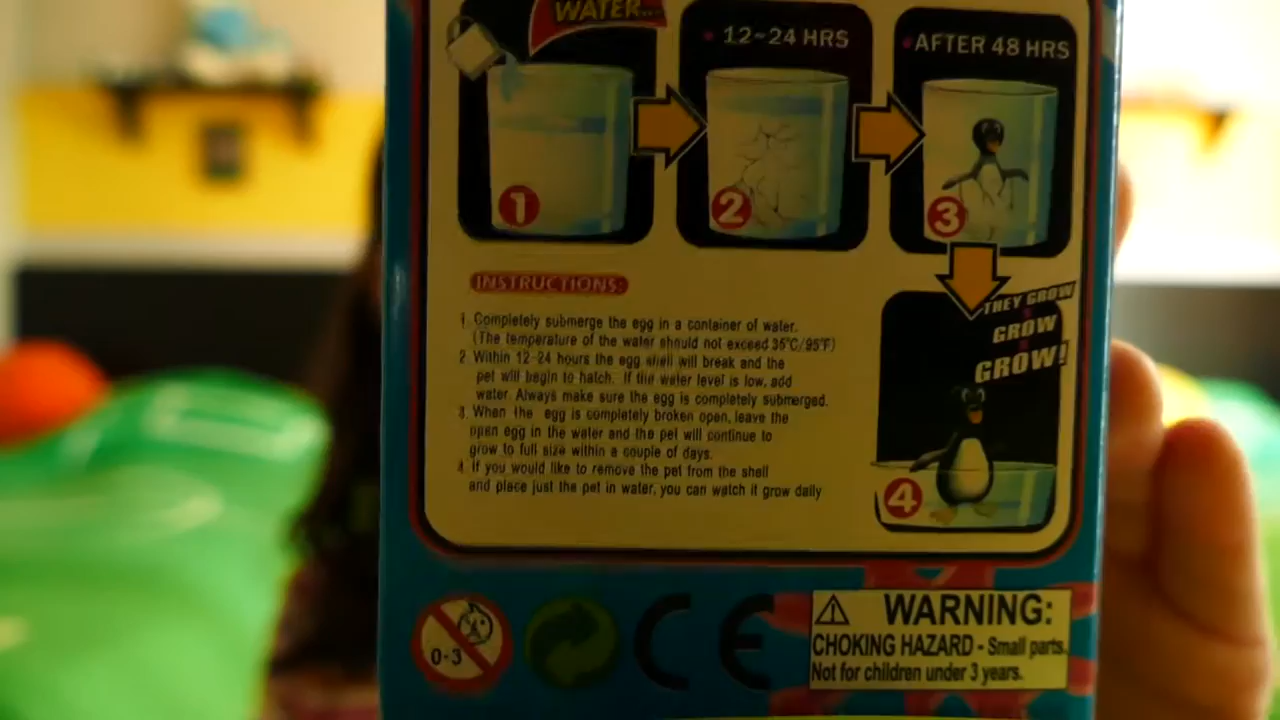 WATER...
12~24 HRS
AFTER 48 HRS
1
2
3
INSTRUCTIONS:
1. Completely submerge the egg in a container of water.
(The temperature of the water should not exceed 35°C/95°F)
2. Within 12-24 hours the egg shell will break and the
pet will begin to hatch. If the water level is low, add
water. Always make sure the egg is completely submerged.
3. When the egg is completely broken open, leave the
open egg in the water and the pet will continue to
grow to full size within a couple of days.
4. If you would like to remove the pet from the shell
and place just the pet in water, you can watch it grow daily
THEY GROW
GROW
GROW!
4
0-3
CE
WARNING:
CHOKING HAZARD - Small parts.
Not for children under 3 years.